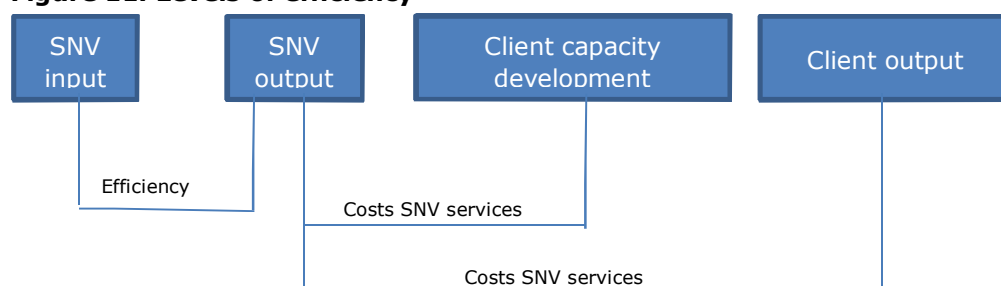 Figure Levels of efficiency
SNV
input
SNV
output
Client capacity
development
Client output
Efficiency
Costs SNV services
Costs SNV services